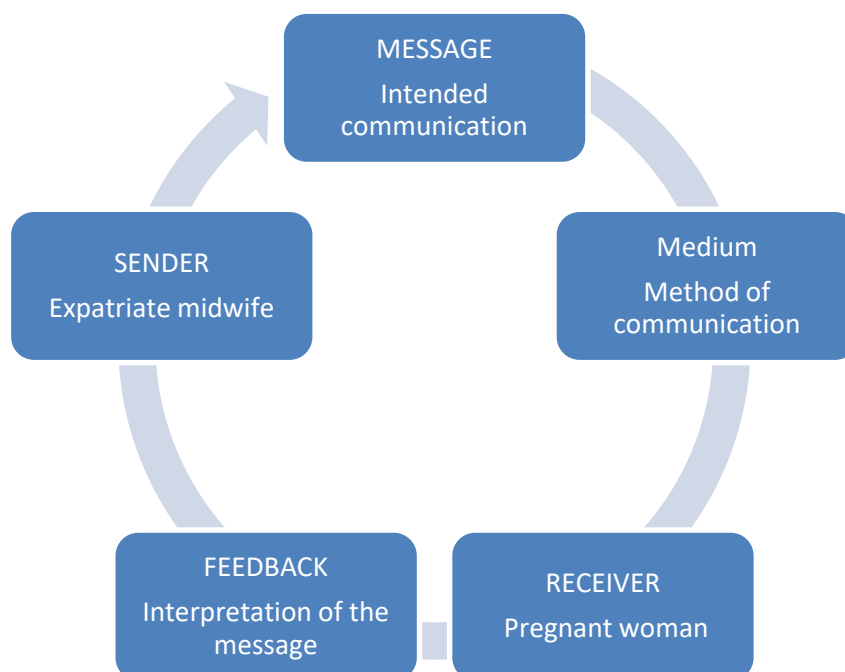 MESSAGE
Intended
communication
Medium
Method of
communication
RECEIVER
Pregnant woman
FEEDBACK
Interpretation of the
message
SENDER
Expatriate midwife